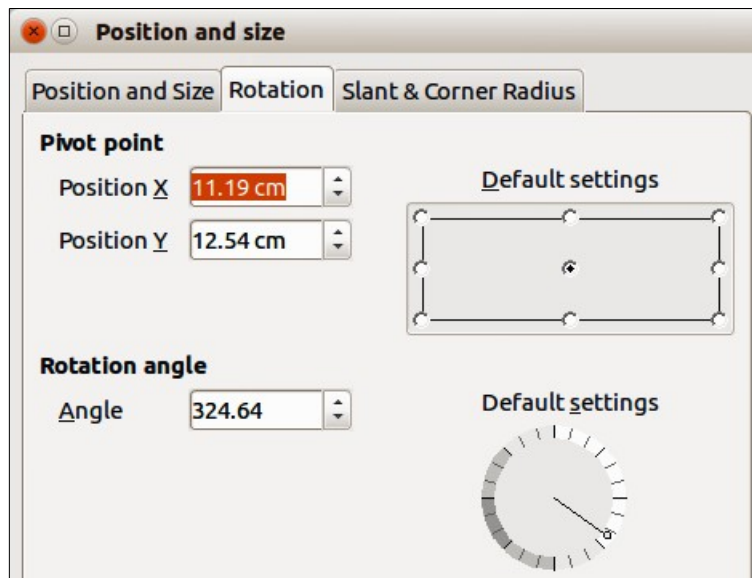 Position and size
Position and Size Rotation Slant & Corner Radius
Pivot point
Position X 11.19 cm
Default settings
Position Y 12.54 cm
Rotation angle
Angle 324.64
Default settings